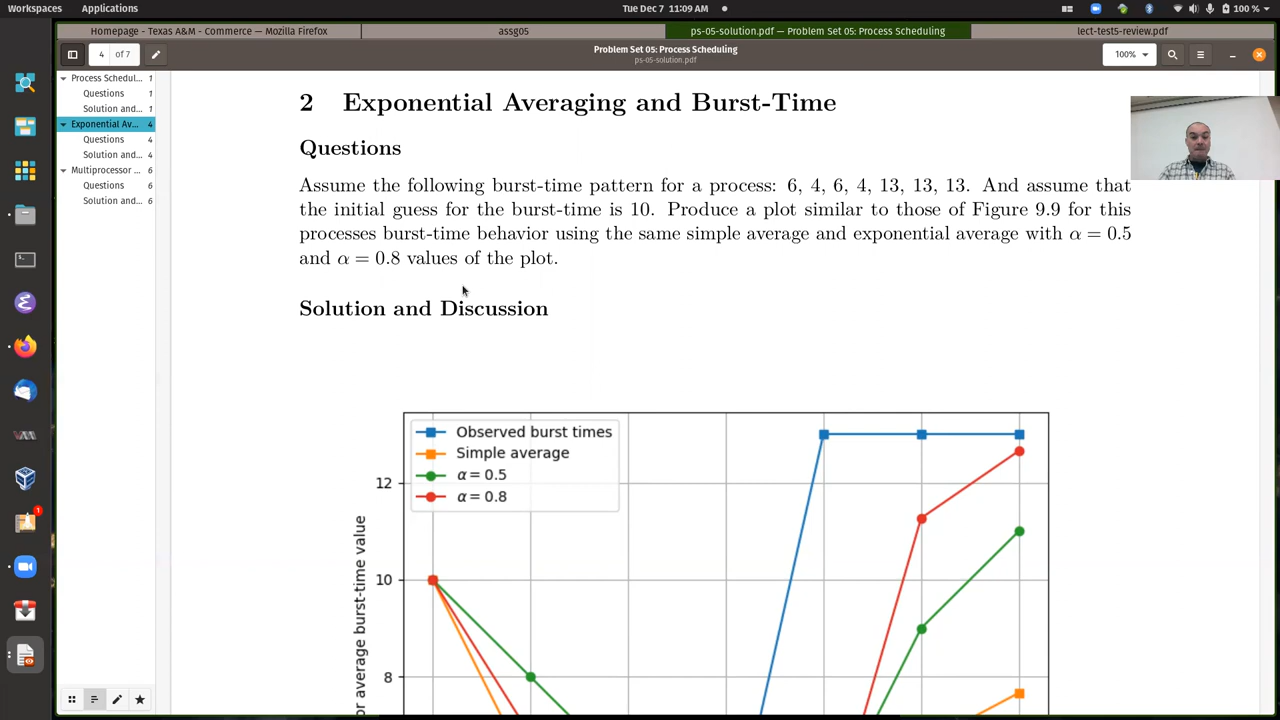 Workspaces Applications Tue Dec 7 11:09 AM 100 %
Homepage - Texas A&M - Commerce — Mozilla Firefox assg05 ps-05-solution.pdf — Problem Set 05: Process Scheduling lect-test5-review.pdf
4 of 7 Problem Set 05: Process Scheduling 100%
ps-05-solution.pdf
Process Schedul... 1
Questions 1
Solution and... 1
Exponential Av... 4
Questions 4
Solution and... 4
Multiprocessor ... 6
Questions 6
Solution and... 6
2 Exponential Averaging and Burst-Time
Questions
Assume the following burst-time pattern for a process: 6, 4, 6, 4, 13, 13, 13. And assume that
the initial guess for the burst-time is 10. Produce a plot similar to those of Figure 9.9 for this
processes burst-time behavior using the same simple average and exponential average with α = 0.5
and α = 0.8 values of the plot.
Solution and Discussion
Observed burst times
Simple average
α = 0.5
α = 0.8
12
10
8
or average burst-time value
1